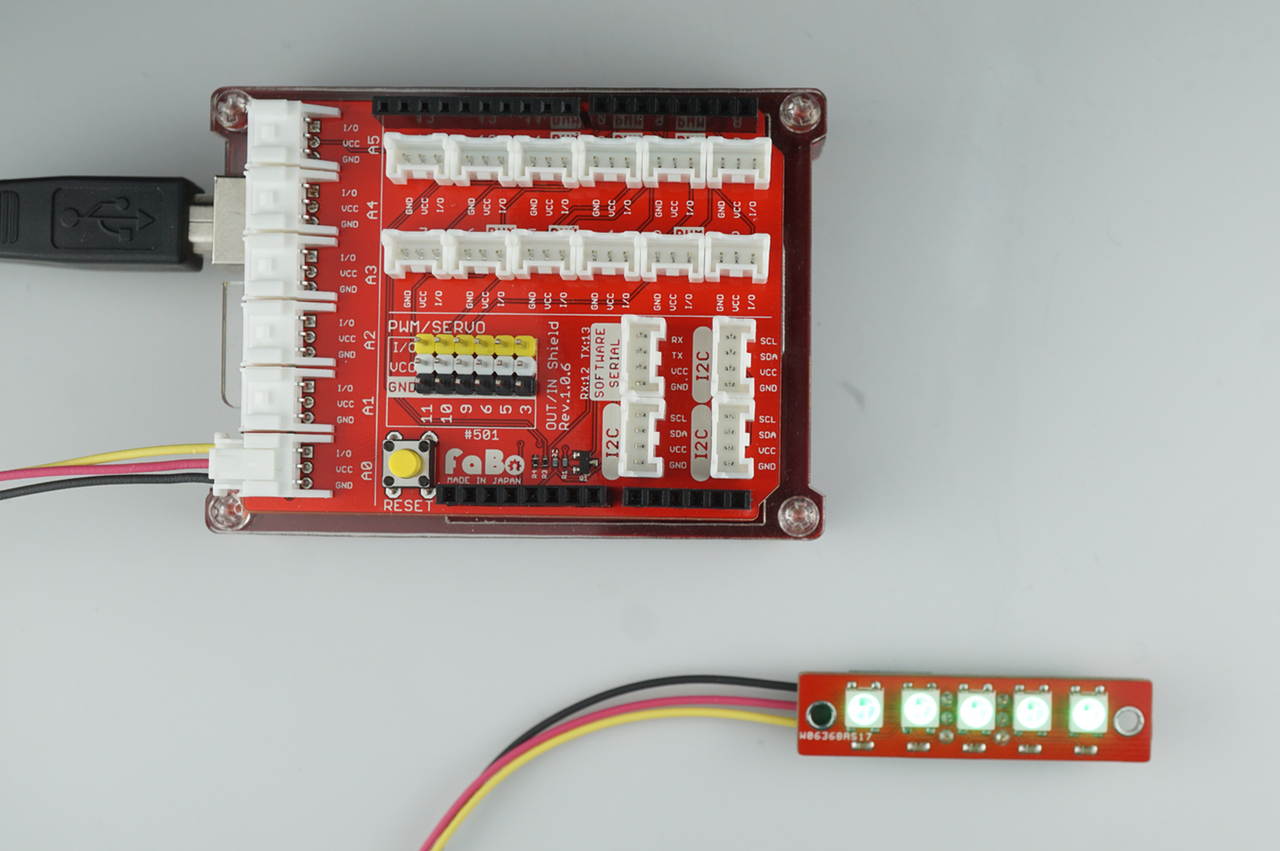 I/O
VCC
GND
A5
I/O
VCC
GND
A4
I/O
VCC
GND
A3
I/O
VCC
GND
A2
I/O
VCC
GND
A1
I/O
VCC
GND
A0
GND VCC I/O GND VCC I/O GND VCC I/O GND VCC I/O GND VCC I/O GND VCC I/O
GND VCC I/O GND VCC I/O GND VCC I/O GND VCC I/O GND VCC I/O GND VCC I/O
PWM/SERVO
I/O
VCC
GND
11 10 9 6 5 3
#501
OUT/IN Shield
Rev.1.0.6
RX:12 TX:13
SOFTWARE
SERIAL
RX
TX
VCC
GND
I2C
SCL
SDA
VCC
GND
I2C
SCL
SDA
VCC
GND
I2C
SCL
SDA
VCC
GND
FaBo
MADE IN JAPAN
RESET
W06368AS17